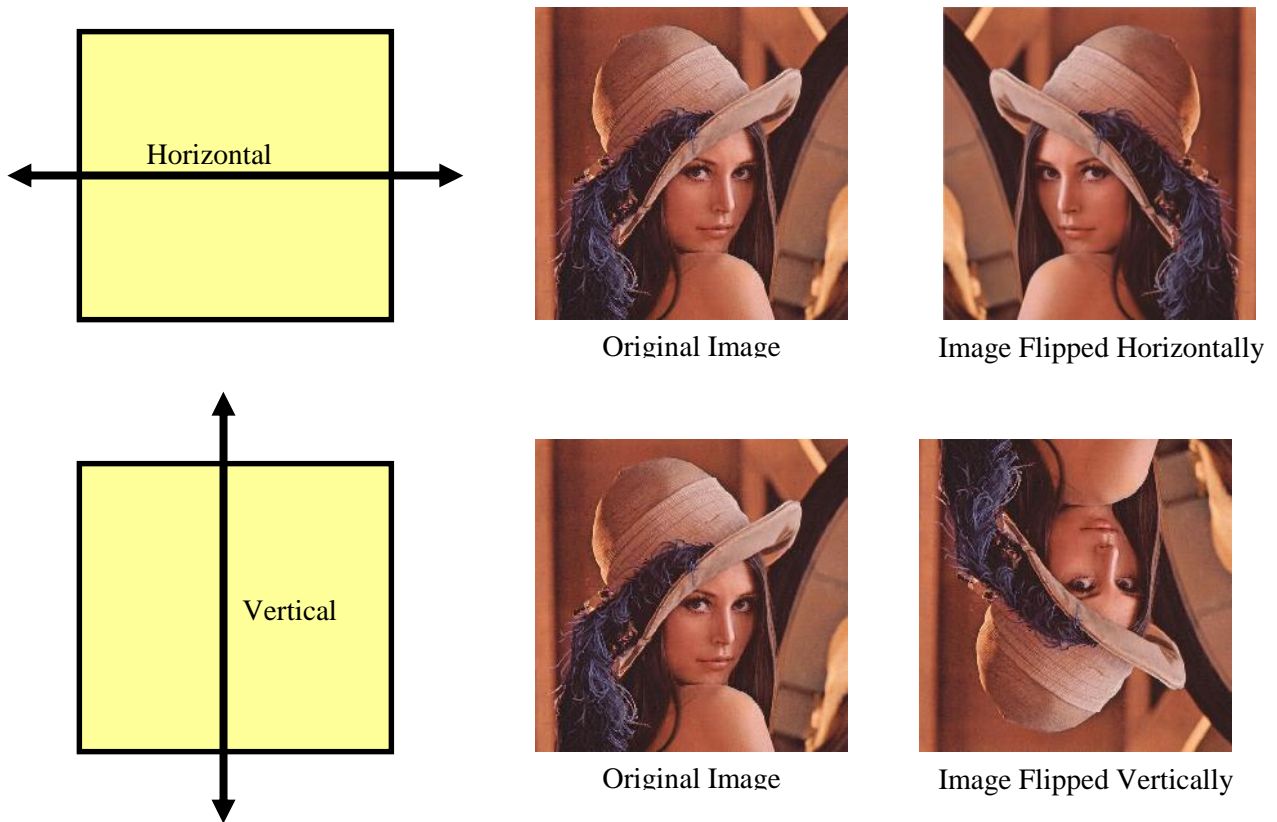 Horizontal
Original Image
Image Flipped Horizontally
Vertical
Original Image
Image Flipped Vertically